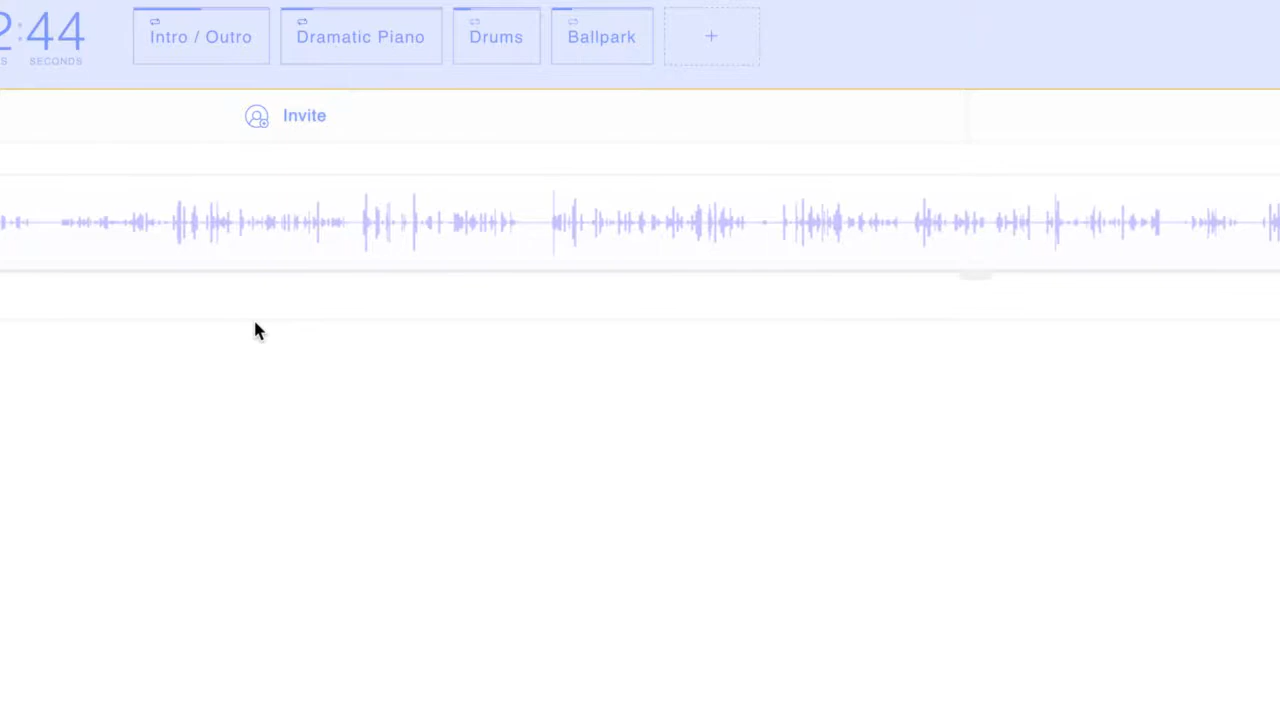 2:44
S SECONDS
Intro / Outro
Dramatic Piano
Drums
Ballpark
+
Invite